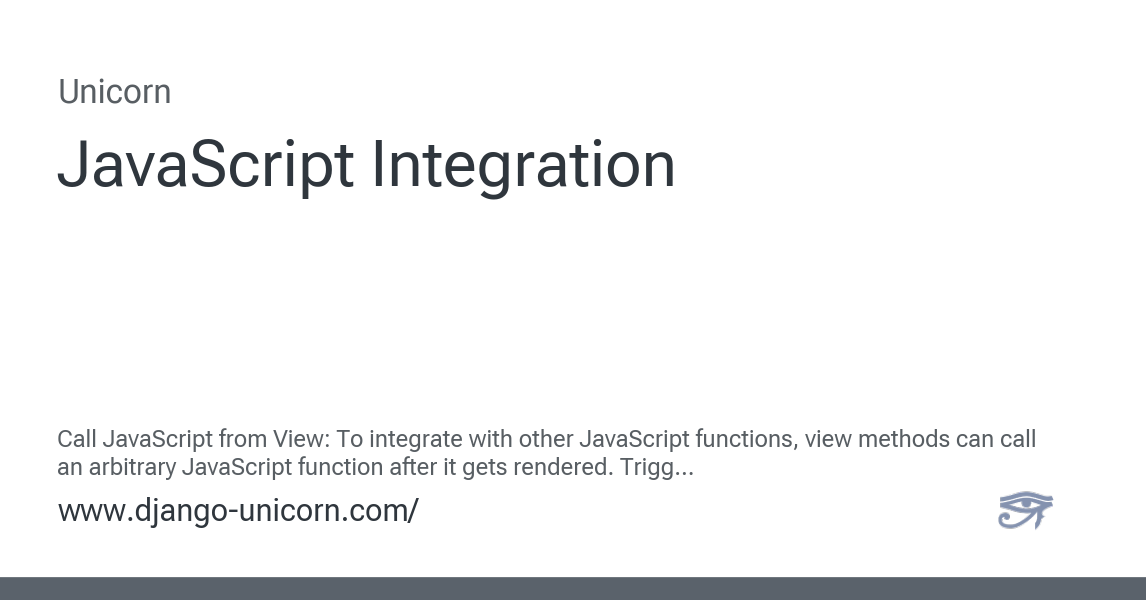 Unicorn
JavaScript Integration
Call JavaScript from View: To integrate with other JavaScript functions, view methods can call
an arbitrary JavaScript function after it gets rendered. Trigg...
www.django-unicorn.com/